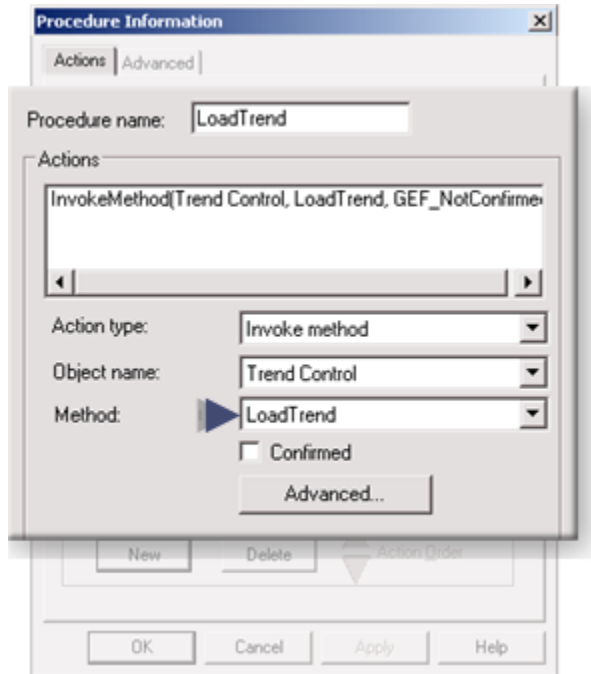 Procedure Information
Actions Advanced
Procedure name: LoadTrend
Actions
InvokeMethod(Trend Control, LoadTrend, GEF_NotConfirme
Action type: Invoke method
Object name: Trend Control
Method: LoadTrend
Confirmed
Advanced...
New Delete Action Order
OK Cancel Apply Help